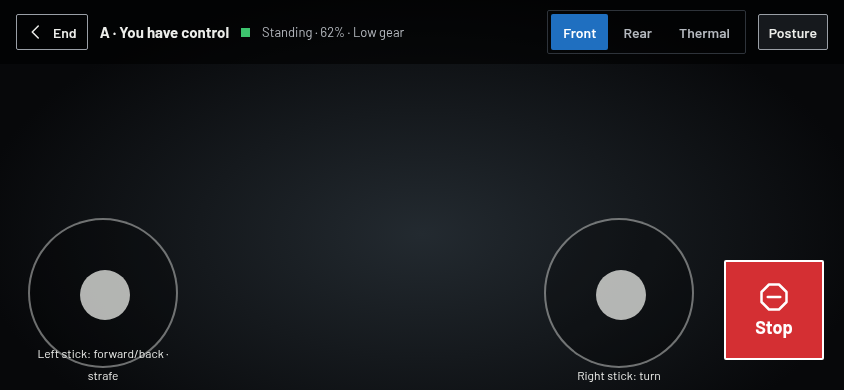 End
A · You have control
Standing · 62% · Low gear
Front
Rear
Thermal
Posture
Left stick: forward/back ·
strafe
Right stick: turn
Stop